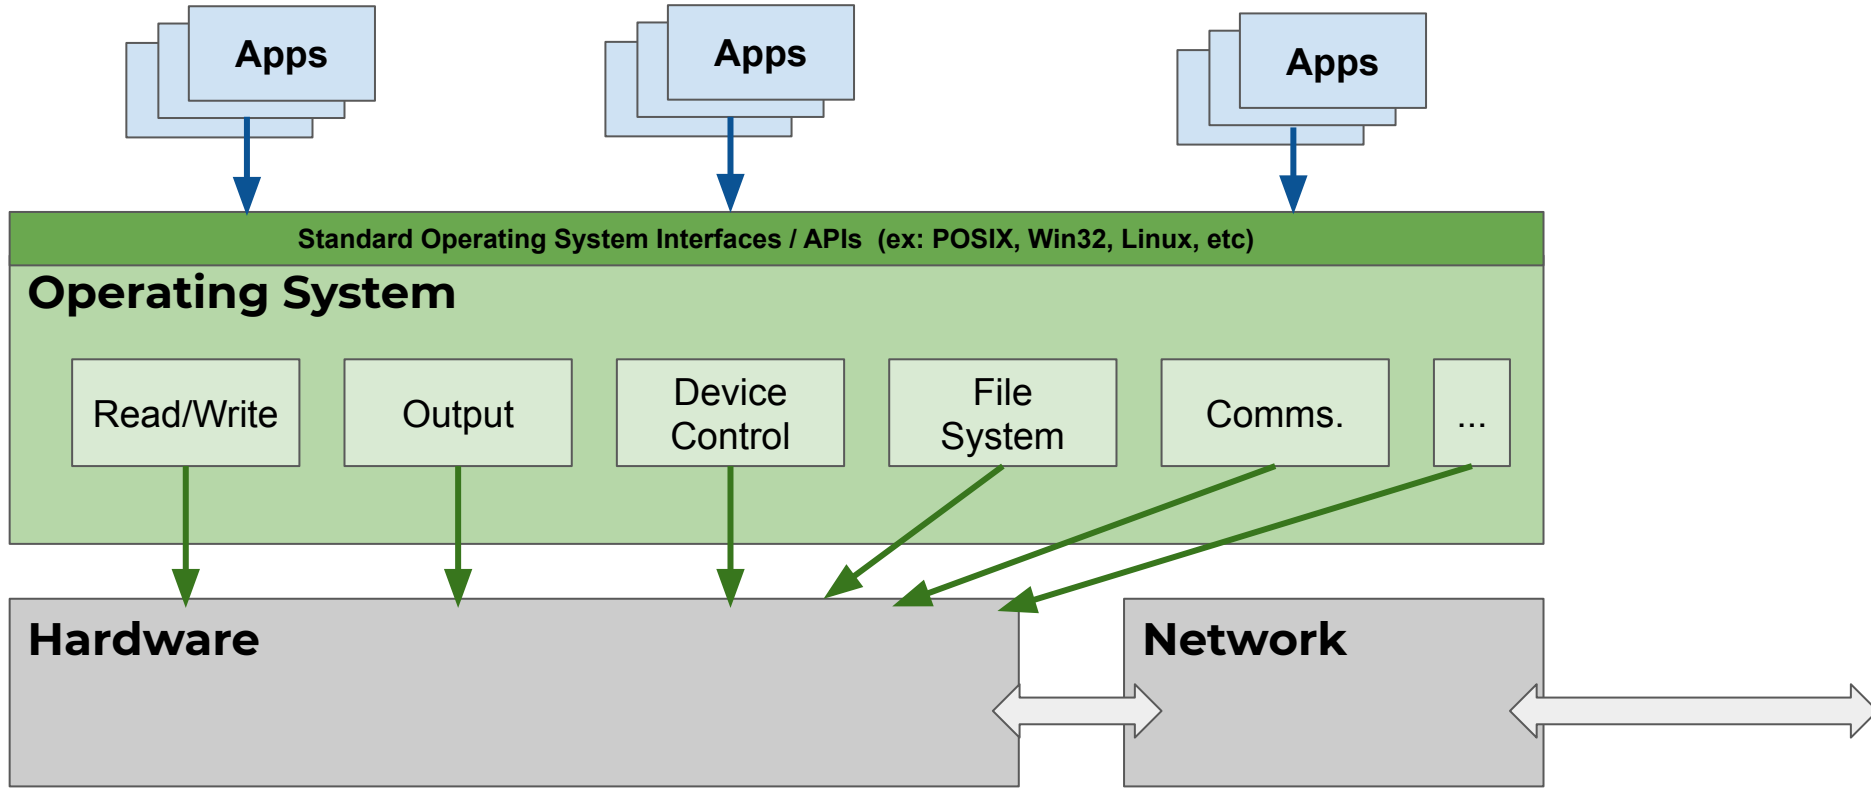 Apps
Apps
Apps
Standard Operating System Interfaces / APIs  (ex: POSIX, Win32, Linux, etc)
Operating System
Read/Write
Output
Device
Control
File
System
Comms.
...
Hardware
Network